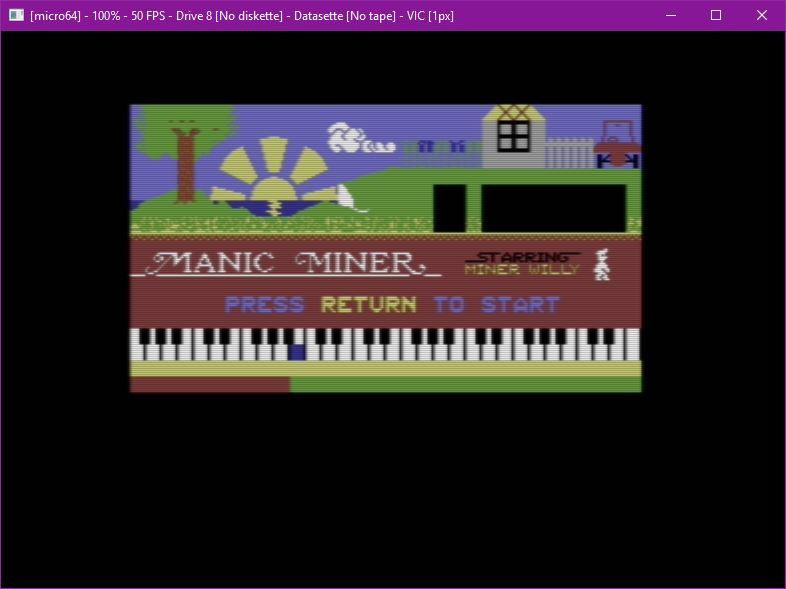 [micro64] - 100% - 50 FPS - Drive 8 [No diskette] - Datasette [No tape] - VIC [1px]
MANIC MINER
STARRING
MINER WILLY
PRESS RETURN TO START